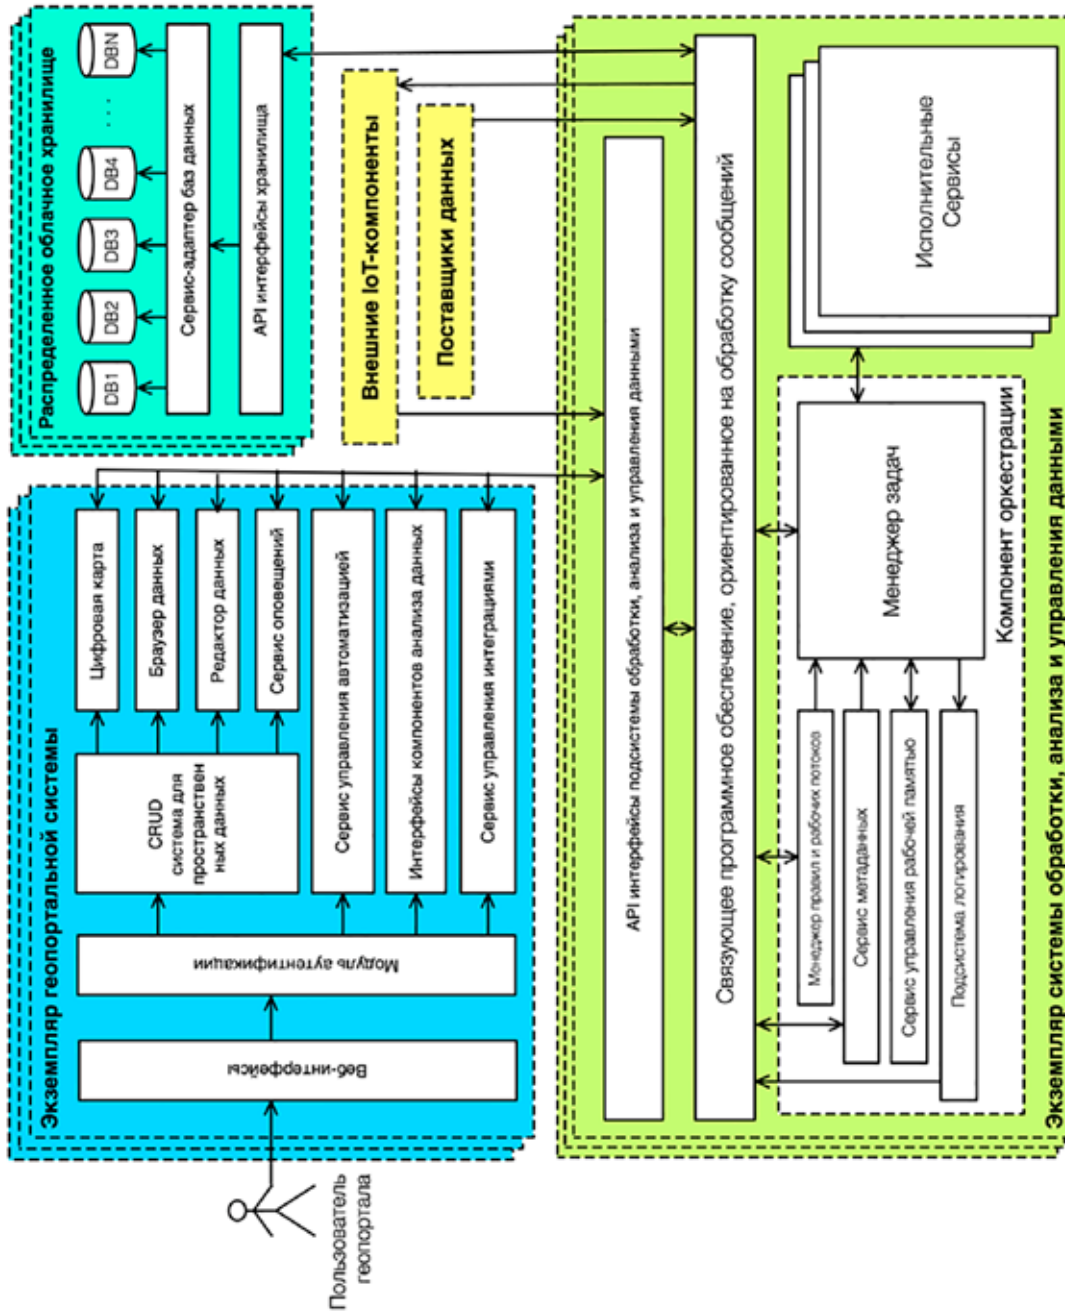 Пользователь
геопортала
Экземпляр геопортальной системы
Веб-интерфейсы
Модуль аутентификации
CRUD
система для
пространствен
ных данных
Цифровая карта
Браузер данных
Редактор данных
Сервис оповещений
Сервис управления автоматизацией
Интерфейсы компонентов анализа данных
Сервис управления интеграциями
Распределенное облачное хранилище
DB1
DB2
DB3
DB4
. . .
DBN
Сервис-адаптер баз данных
API интерфейсы хранилища
Внешние IoT-компоненты
Поставщики данных
API интерфейсы подсистемы обработки, анализа и управления данными
Связующее программное обеспечение, ориентированное на обработку сообщений
Менеджер правил и рабочих потоков
Сервис метаданных
Сервис управления рабочей памятью
Подсистема логирования
Менеджер задач
Компонент оркестрации
Исполнительные
Сервисы
Экземпляр системы обработки, анализа и управления данными